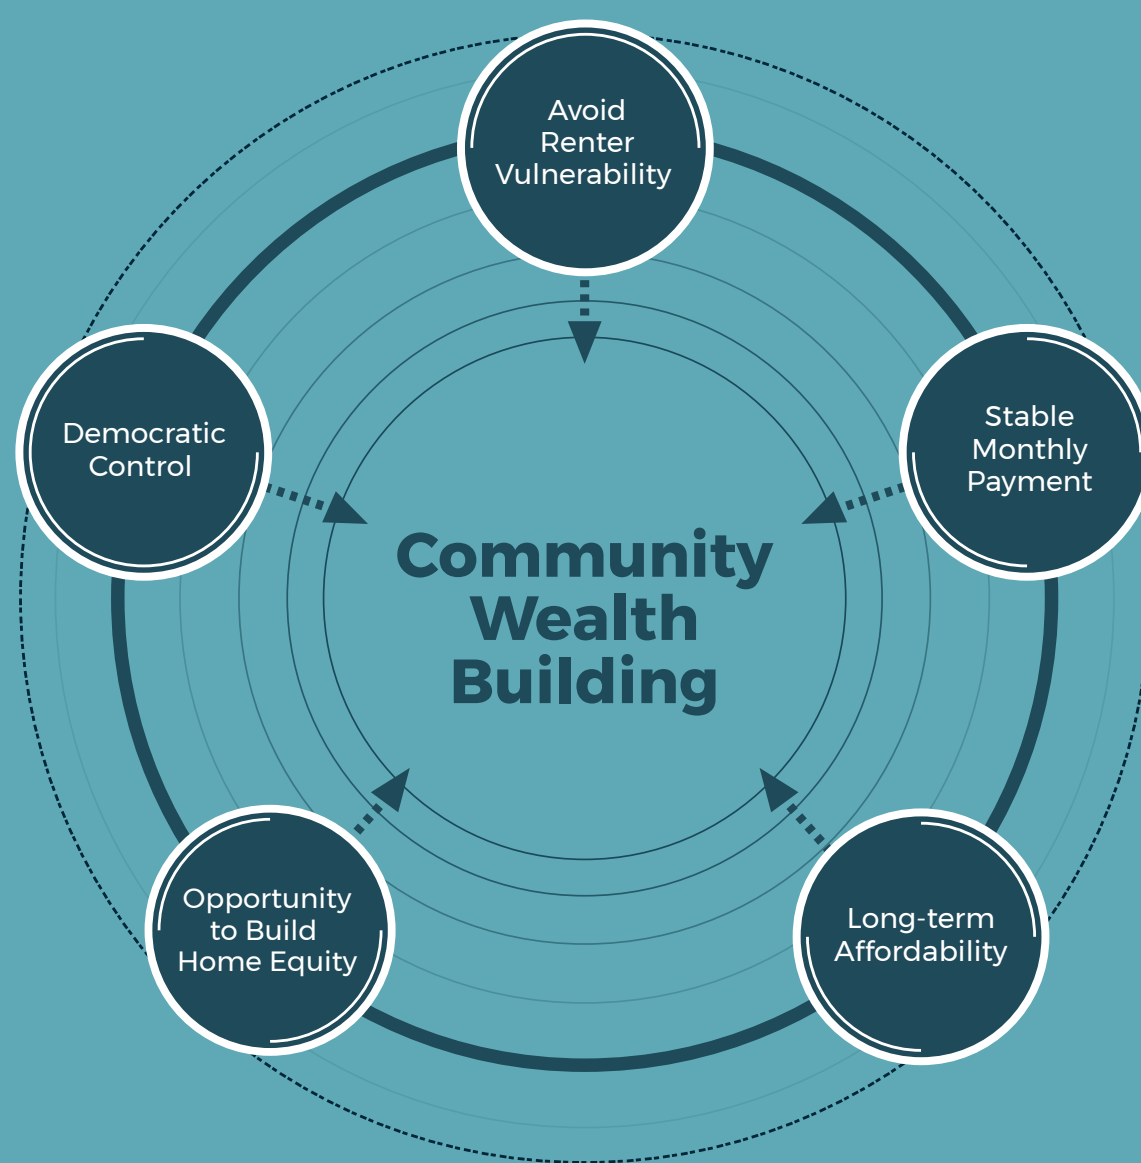 Avoid
Renter
Vulnerability
Democratic
Control
Stable
Monthly
Payment
Community
Wealth
Building
Opportunity
to Build
Home Equity
Long-term
Affordability